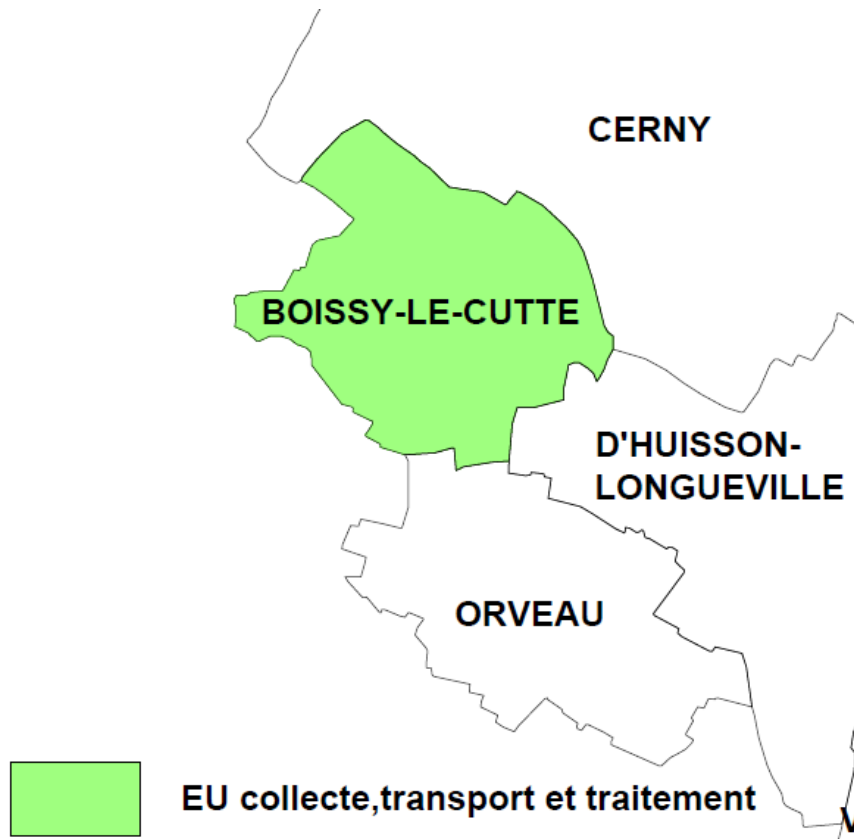 CERNY
BOISSY-LE-CUTTE
D'HUISSON-
LONGUEVILLE
ORVEAU
EU collecte,transport et traitement